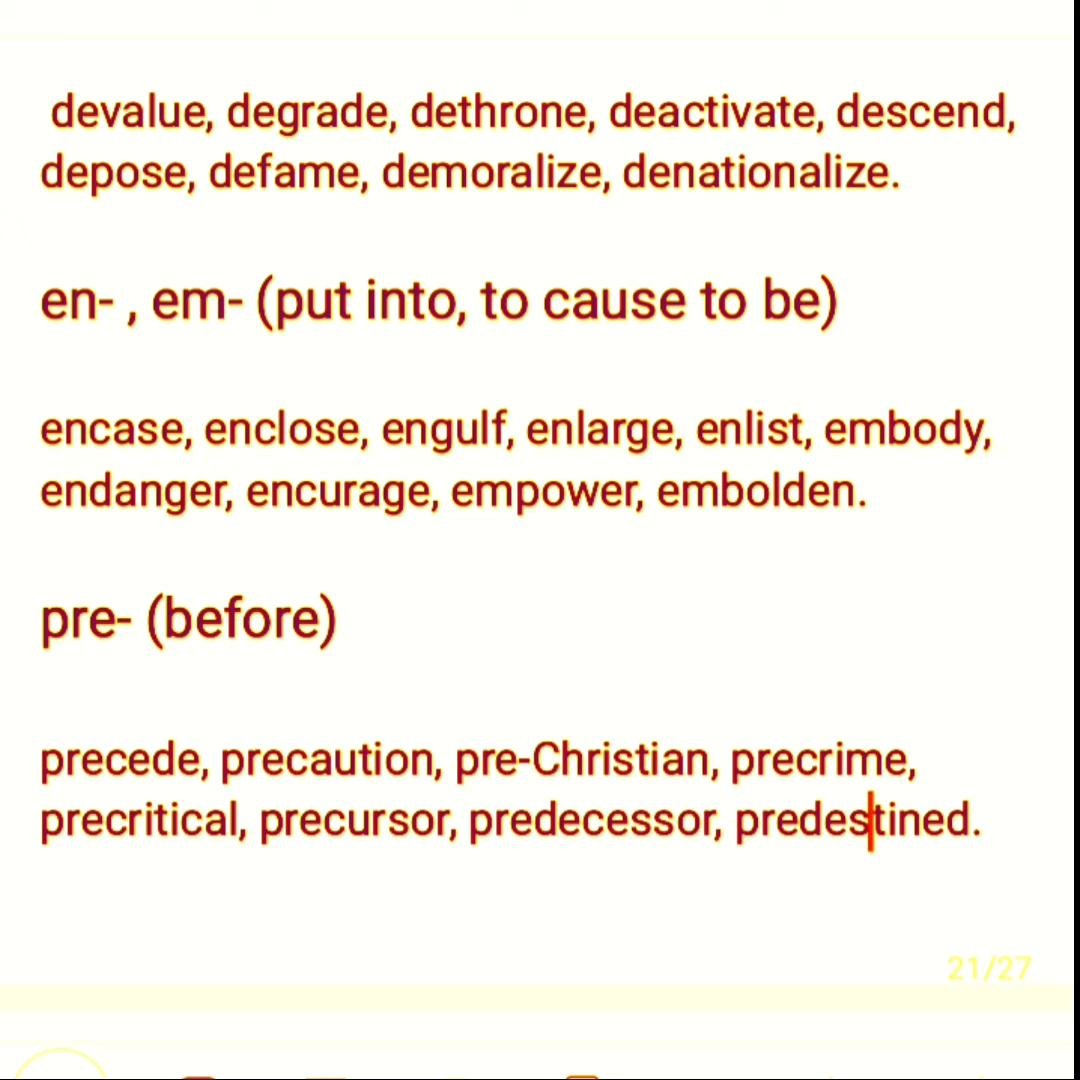 devalue, degrade, dethrone, deactivate, descend,
depose, defame, demoralize, denationalize.
en- , em- (put into, to cause to be)
encase, enclose, engulf, enlarge, enlist, embody,
endanger, encurage, empower, embolden.
pre- (before)
precede, precaution, pre-Christian, precrime,
precritical, precursor, predecessor, predestined.
21/27